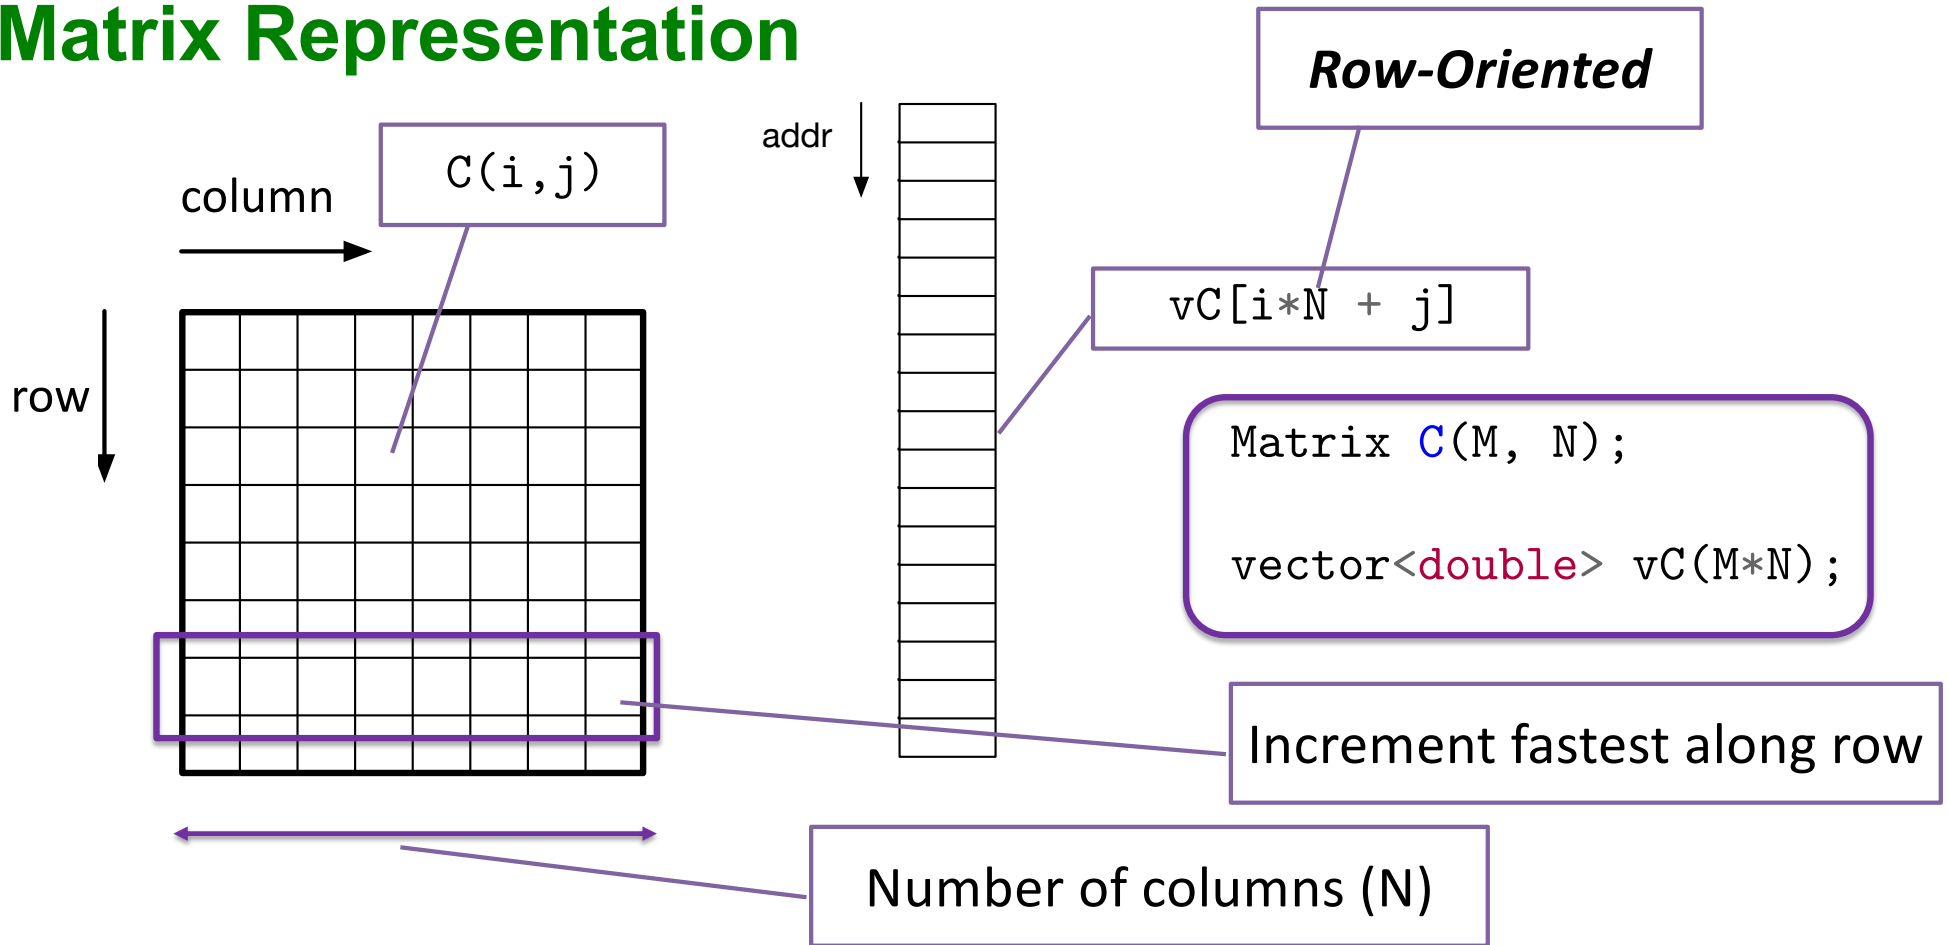 Matrix Representation
Row-Oriented
addr
C(i,j)
column
vC[i*N + j]
row
Matrix C(M, N);
vector<double> vC(M*N);
Increment fastest along row
Number of columns (N)